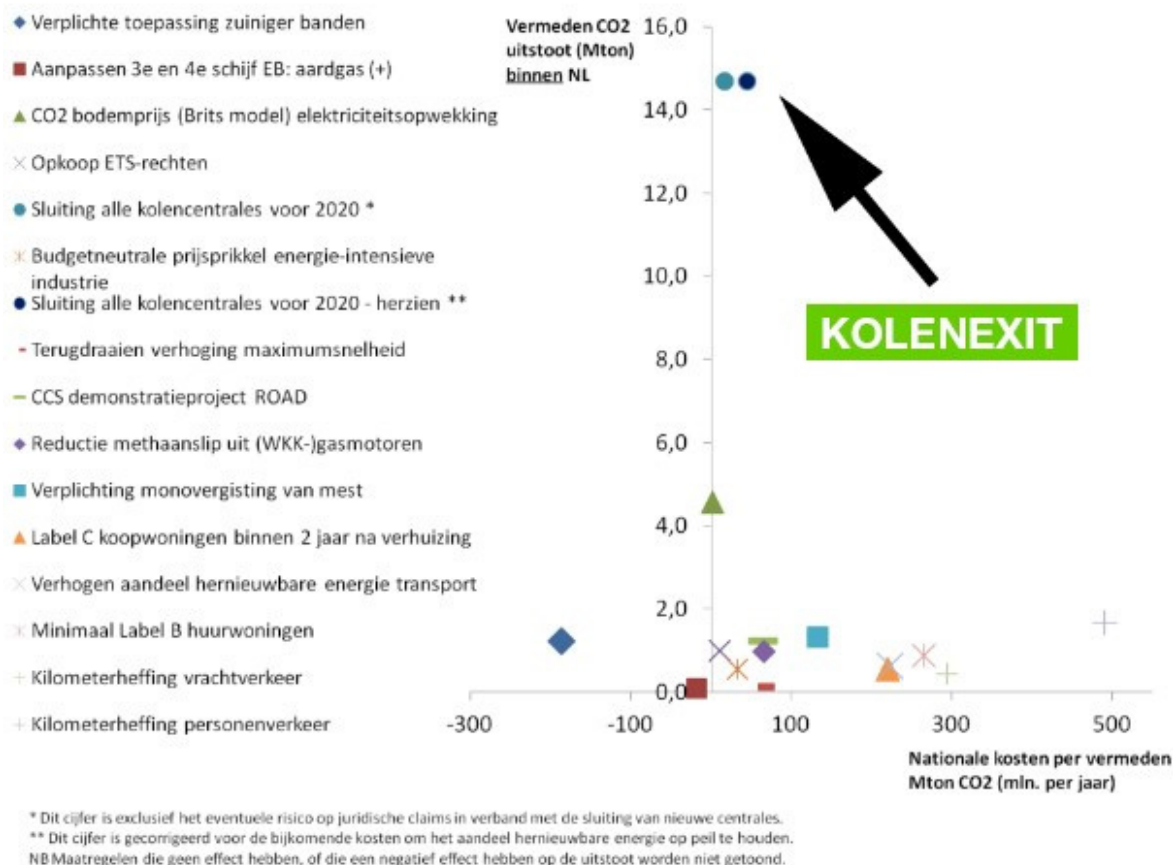 Verplichte toepassing zuiniger banden
Aanpassen 3e en 4e schijf EB: aardgas (+)
CO2 bodemprijs (Brits model) elektriciteitsopwekking
Opkoop ETS-rechten
Sluiting alle kolencentrales voor 2020 *
Budgetneutrale prijsprikkel energie-intensieve
industrie
Sluiting alle kolencentrales voor 2020 - herzien **
Terugdraaien verhoging maximumsnelheid
CCS demonstratieproject ROAD
Reductie methaanslip uit (WKK-)gasmotoren
Verplichting monovergisting van mest
Label C koopwoningen binnen 2 jaar na verhuizing
Verhogen aandeel hernieuwbare energie transport
Minimaal Label B huurwoningen
Kilometerheffing vrachtverkeer
Kilometerheffing personenverkeer
Vermeden CO2
uitstoot (Mton)
binnen NL
16,0
14,0
12,0
10,0
8,0
6,0
4,0
2,0
0,0
KOLENEXIT
-300
-100
100
300
500
Nationale kosten per vermeden
Mton CO2 (mln. per jaar)
* Dit cijfer is exclusief het eventuele risico op juridische claims in verband met de sluiting van nieuwe centrales.
** Dit cijfer is gecorrigeerd voor de bijkomende kosten om het aandeel hernieuwbare energie op peil te houden.
NB Maatregelen die geen effect hebben, of die een negatief effect hebben op de uitstoot worden niet getoond.